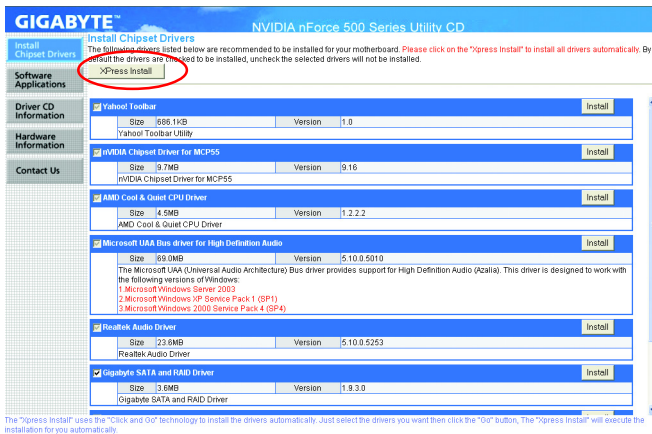 GIGABYTE™
NVIDIA nForce 500 Series Utility CD
Install
Chipset Drivers
Software
Applications
Driver CD
Information
Hardware
Information
Contact Us
Install Chipset Drivers
The following drivers listed below are recommended to be installed for your motherboard. Please click on the "Xpress Install" to install all drivers automatically. By
default the drivers are checked to be installed, uncheck the selected drivers will not be installed.
XPress Install
Yahoo! Toolbar Install
Size 686.1KB Version 1.0
Yahoo! Toolbar Utility
nVIDIA Chipset Driver for MCP55 Install
Size 9.7MB Version 9.16
nVIDIA Chipset Driver for MCP55
AMD Cool & Quiet CPU Driver Install
Size 4.5MB Version 1.2.2.2
AMD Cool & Quiet CPU Driver
Microsoft UAA Bus driver for High Definition Audio Install
Size 69.0MB Version 5.10.0.5010
The Microsoft UAA (Universal Audio Architecture) Bus driver provides support for High Definition Audio (Azalia). This driver is designed to work with
the following versions of Windows:
1.Microsoft Windows Server 2003
2.Microsoft Windows XP Service Pack 1 (SP1)
3.Microsoft Windows 2000 Service Pack 4 (SP4)
Realtek Audio Driver Install
Size 23.6MB Version 5.10.0.5253
Realtek Audio Driver
Gigabyte SATA and RAID Driver Install
Size 3.6MB Version 1.9.3.0
Gigabyte SATA and RAID Driver
The "Xpress Install" uses the "Click and Go" technology to install the drivers automatically. Just select the drivers you want then click the "Go" button, The "Xpress Install" will execute the
installation for you automatically.